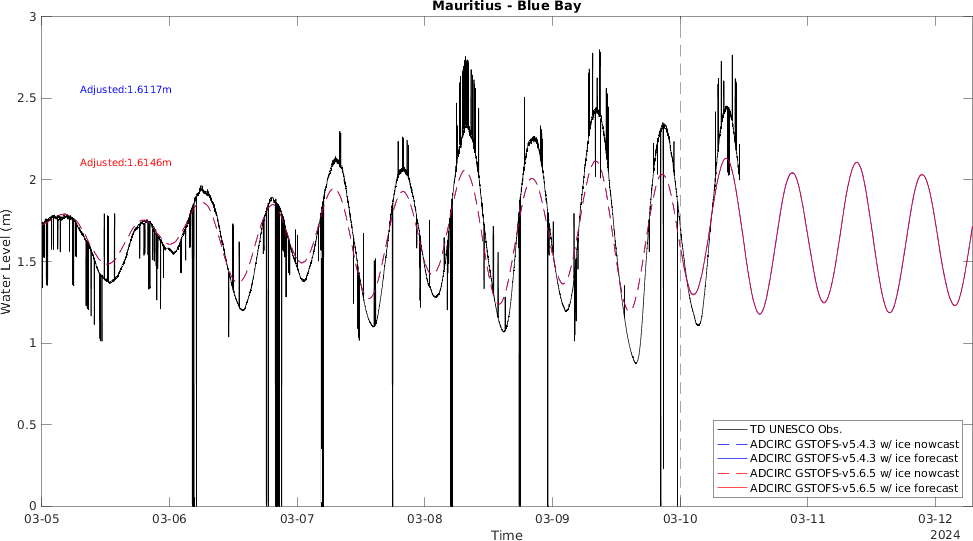 Mauritius - Blue Bay
3
2.5
2
1.5
1
0.5
0
Water Level (m)
Adjusted:1.6117m
Adjusted:1.6146m
TD UNESCO Obs.
ADCIRC GSTOFS-v5.4.3 w/ ice nowcast
ADCIRC GSTOFS-v5.4.3 w/ ice forecast
ADCIRC GSTOFS-v5.6.5 w/ ice nowcast
ADCIRC GSTOFS-v5.6.5 w/ ice forecast
03-05 03-06 03-07 03-08 03-09 03-10 03-11 03-12
Time
2024